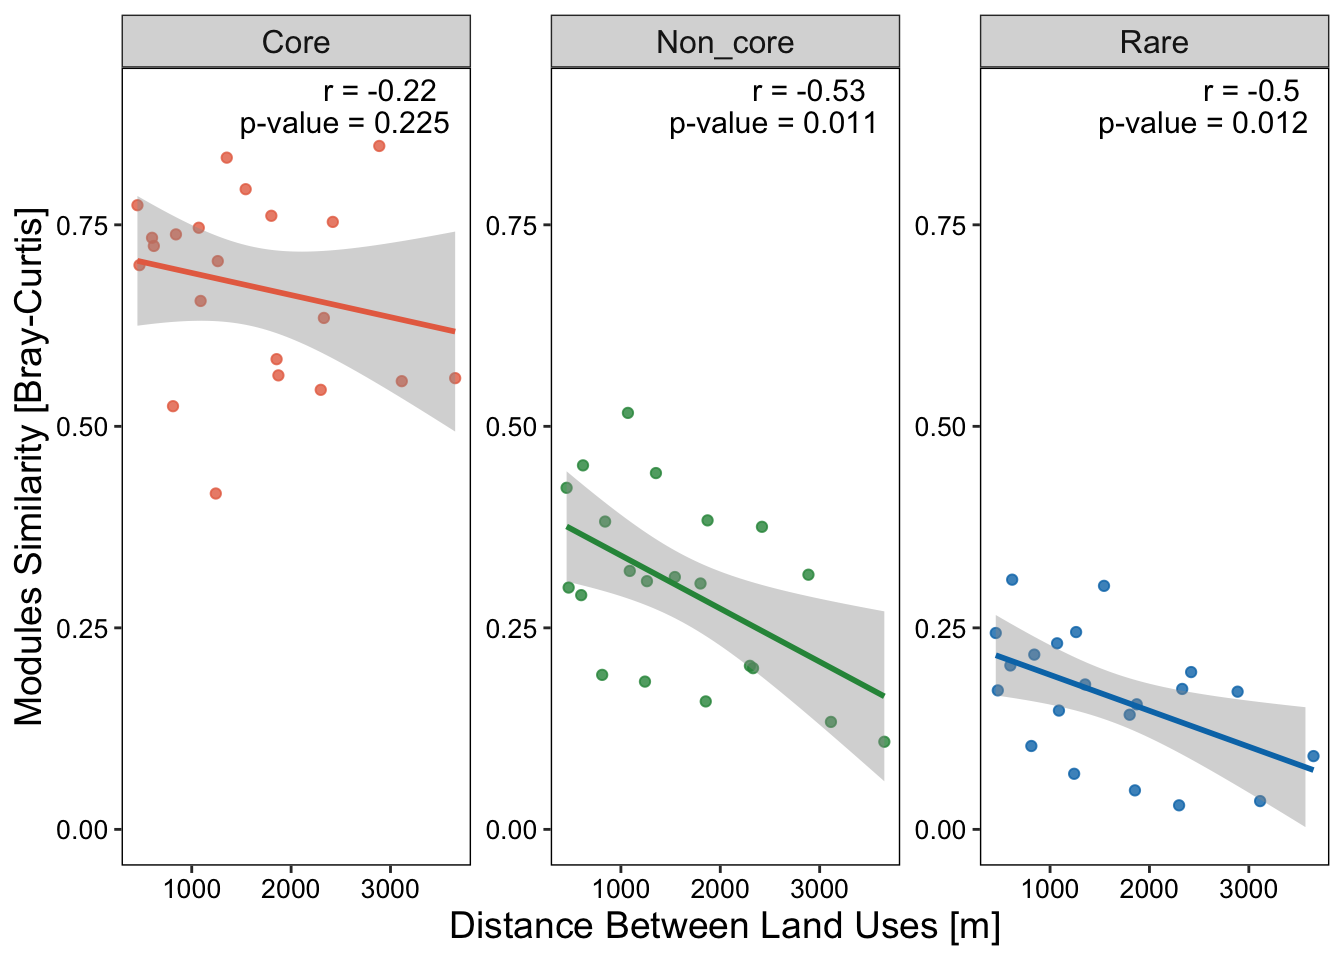 Core
Non_core
Rare
r = -0.22
p-value = 0.225
r = -0.53
p-value = 0.011
r = -0.5
p-value = 0.012
Modules Similarity [Bray-Curtis]
0.75
0.50
0.25
0.00
0.75
0.50
0.25
0.00
0.75
0.50
0.25
0.00
1000 2000 3000
1000 2000 3000
1000 2000 3000
Distance Between Land Uses [m]